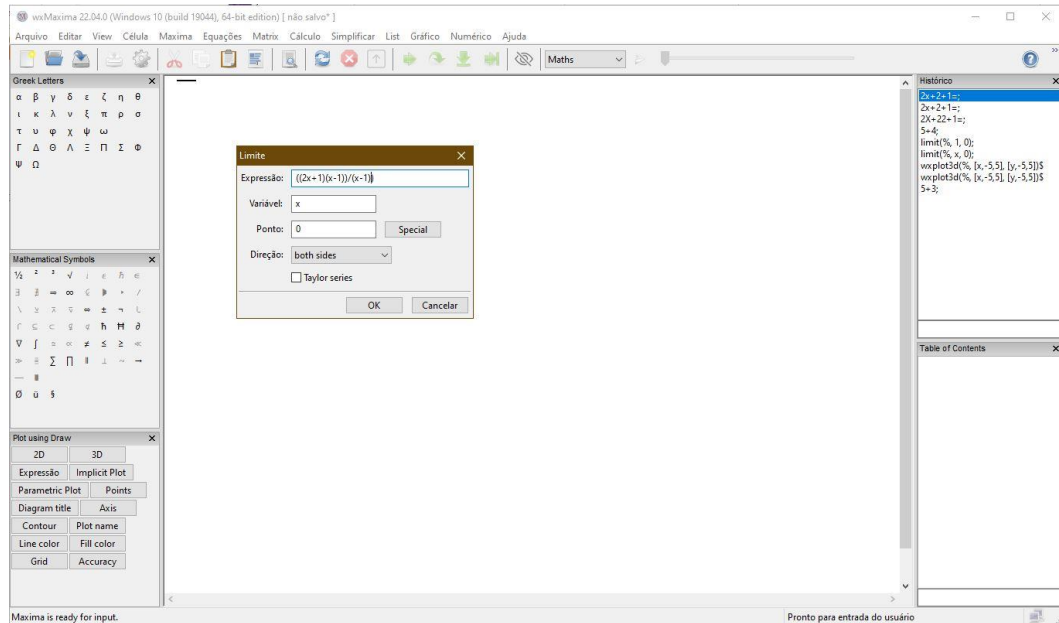 wxMaxima 22.04.0 (Windows 10 (build 19044), 64-bit edition) [ não salvo* ]
Arquivo Editar View Célula Maxima Equações Matrix Cálculo Simplificar List Gráfico Numérico Ajuda
Maths
Greek Letters
α β γ δ ε ζ η θ
ι κ λ ν ξ π ρ σ
τ υ φ χ ψ ω
Γ Δ Θ Λ Ξ Π Σ Φ
Ψ Ω
Mathematical Symbols
½ ² ³ √ ℏ ∈
= ∞
± ¬
ħ Ħ ∂
∇ ∫ ≠ ≤ ≥ ≪
≫ ∑ ∏ ∥ ⊥ →
—
Ø ü §
Plot using Draw
2D 3D
Expressão Implicit Plot
Parametric Plot Points
Diagram title Axis
Contour Plot name
Line color Fill color
Grid Accuracy
Limite
Expressão: ((2x+1)(x-1))/(x-1))
Variável: x
Ponto: 0 Special
Direção: both sides
Taylor series
OK Cancelar
Histórico
2x+2+1=;
2x+2+1=;
2X+22+1=;
5+4;
limit(%, 1, 0);
limit(%, x, 0);
wxplot3d(%, [x,-5,5], [y,-5,5])$
wxplot3d(%, [x,-5,5], [y,-5,5])$
5+3;
Table of Contents
Maxima is ready for input.
Pronto para entrada do usuário